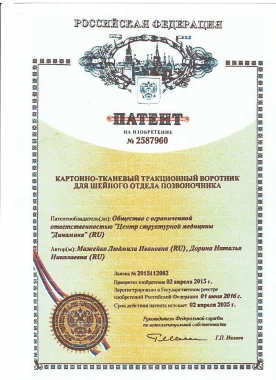 РОССИЙСКАЯ ФЕДЕРАЦИЯ
ПАТЕНТ
НА ИЗОБРЕТЕНИЕ
№ 2587960
КАРТОННО-ТКАНЕВЫЙ ТРАКЦИОННЫЙ ВОРОТНИК
ДЛЯ ШЕЙНОГО ОТДЕЛА ПОЗВОНОЧНИКА
Патентообладатель(ли): Общество с ограниченной
ответственностью "Центр структурной медицины
"Динамика" (RU)
Автор(ы): Мажейко Людмила Ивановна (RU), Дорина Наталья
Николаевна (RU)
Заявка № 2015112082
Приоритет изобретения 02 апреля 2015 г.
Зарегистрировано в Государственном реестре
изобретений Российской Федерации 01 июня 2016 г.
Срок действия патента истекает 02 апреля 2035 г.
Руководитель Федеральной службы
по интеллектуальной собственности
Г.П. Ивлиев